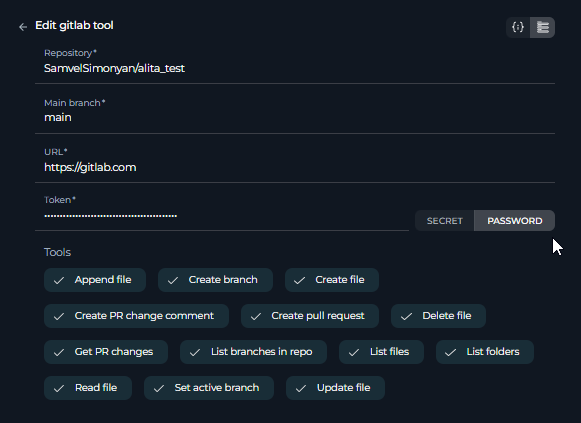 Edit gitlab tool
Repository*
SamvelSimonyan/alita_test
Main branch*
main
URL*
https://gitlab.com
Token*
SECRET PASSWORD
Tools
Append file Create branch Create file
Create PR change comment Create pull request Delete file
Get PR changes List branches in repo List files List folders
Read file Set active branch Update file